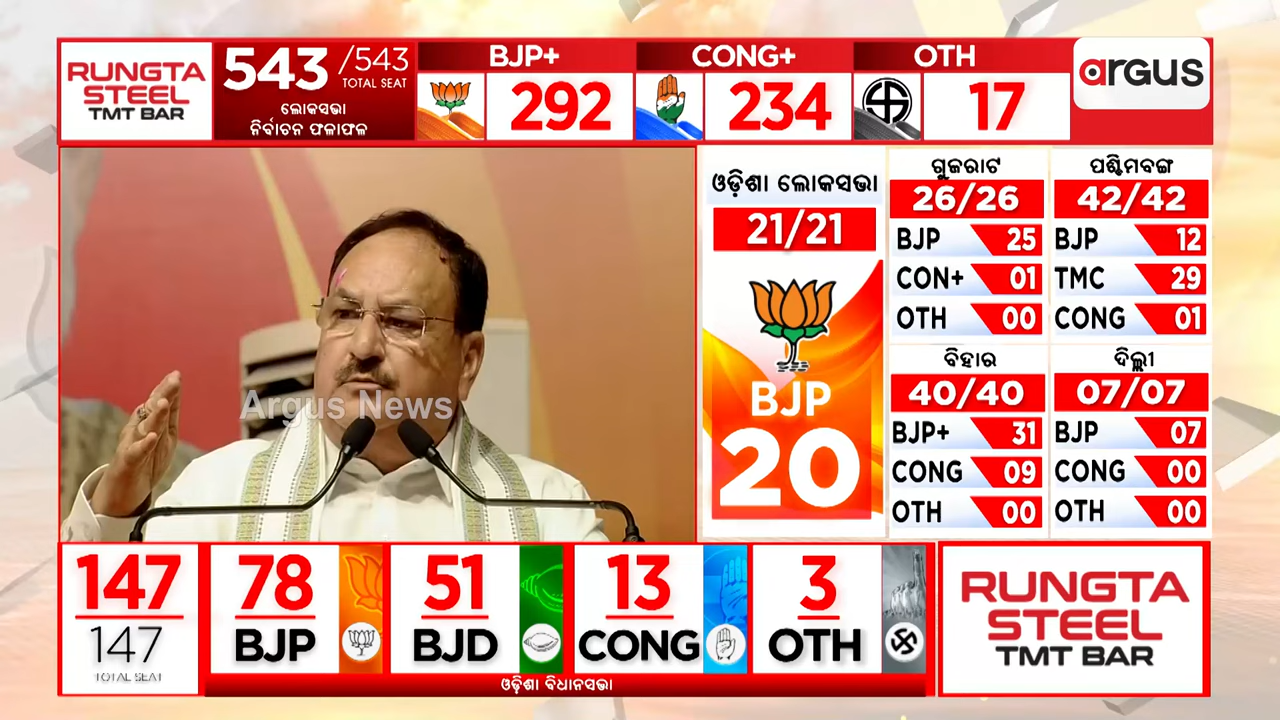 RUNGTA
STEEL
TMT BAR
543 /543
TOTAL SEAT
ଲୋକସଭା
ନିର୍ବାଚନ ଫଳାଫଳ
BJP+
292
CONG+
234
OTH
17
argus
Argus News
ଓଡ଼ିଶା ଲୋକସଭା
21/21
BJP
20
ଗୁଜରାଟ
26/26
BJP 25
CON+ 01
OTH 00
ପଶ୍ଚିମବଙ୍ଗ
42/42
BJP 12
TMC 29
CONG 01
ବିହାର
40/40
BJP+ 31
CONG 09
OTH 00
ଦିଲ୍ଲୀ
07/07
BJP 07
CONG 00
OTH 00
147
147
TOTAL SEAT
78
BJP
51
BJD
13
CONG
3
OTH
ଓଡ଼ିଶା ବିଧାନସଭା
RUNGTA
STEEL
TMT BAR